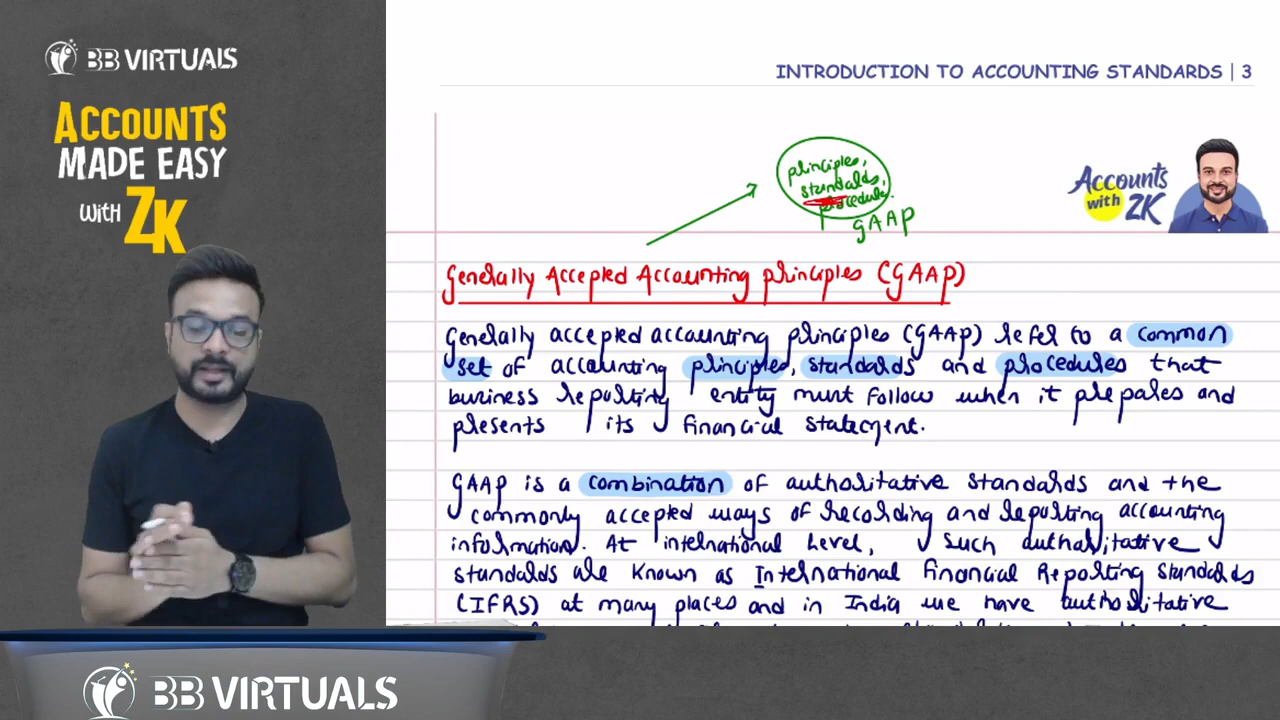 BB VIRTUALS
ACCOUNTS
MADE EASY
with ZK
INTRODUCTION TO ACCOUNTING STANDARDS | 3
principles,
standards,
procedures.
GAAP
Accounts
with ZK
Generally Accepted Accounting principles (GAAP)
Generally accepted accounting principles (GAAP) refer to a common
set of accounting principles, standards and procedures that
business reporting entity must follow when it prepares and
presents its financial statement.
GAAP is a combination of authoritative standards and the
commonly accepted ways of recording and reporting accounting
information. At international level, such authoritative
standards are known as International Financial Reporting Standards
(IFRS) at many places and in India we have authoritative
BB VIRTUALS